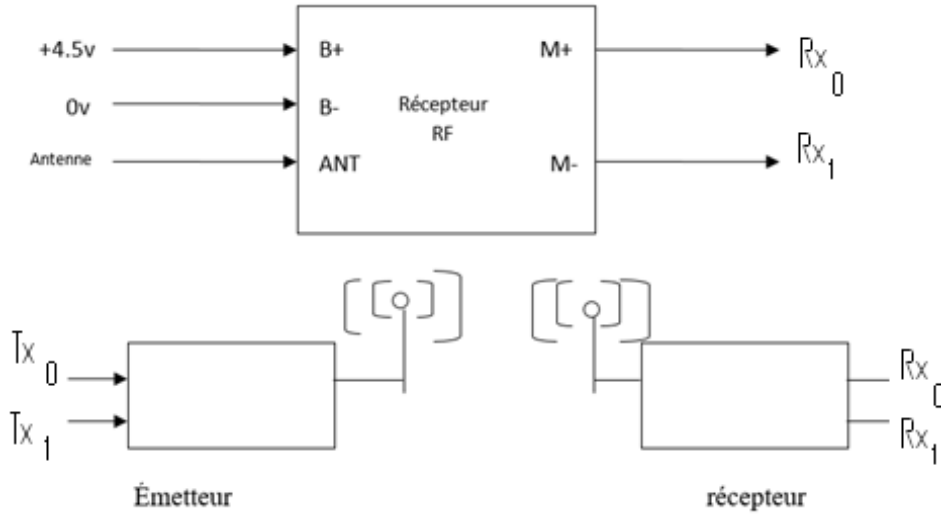 +4.5v B+ M+ Rx0
0v B- Récepteur
RF
Antenne ANT M- Rx1
Tx0 Rx0
Tx1 Rx1
Émetteur récepteur